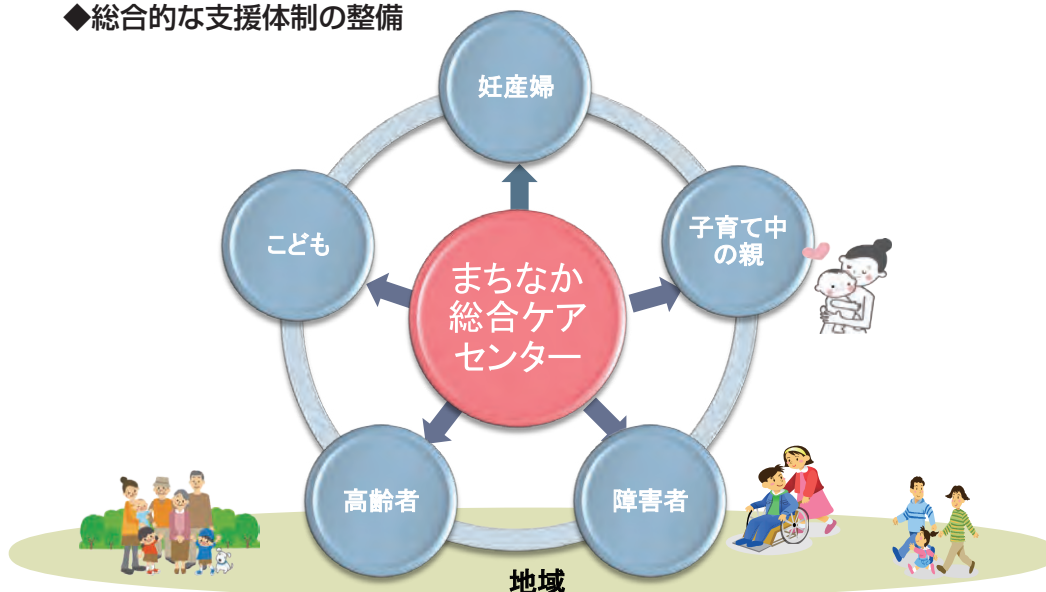 ◆総合的な支援体制の整備
妊産婦
子育て中
の親
こども
まちなか
総合ケア
センター
高齢者
障害者
地域